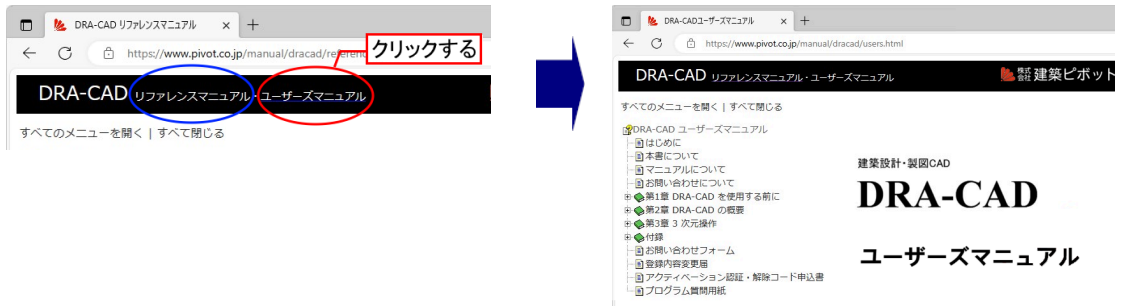 DRA-CAD リファレンスマニュアル
https://www.pivot.co.jp/manual/dracad/reference
クリックする
DRA-CAD リファレンスマニュアル・ユーザーズマニュアル
すべてのメニューを開く | すべて閉じる
DRA-CADユーザーズマニュアル
https://www.pivot.co.jp/manual/dracad/users.html
DRA-CAD リファレンスマニュアル・ユーザーズマニュアル
株式会社 建築ピボット
すべてのメニューを開く | すべて閉じる
DRA-CAD ユーザーズマニュアル
はじめに
本書について
マニュアルについて
お問い合わせについて
第1章 DRA-CAD を使用する前に
第2章 DRA-CAD の概要
第3章 3 次元操作
付録
お問い合わせフォーム
登録内容変更届
アクティベーション認証・解除コード申込書
プログラム質問用紙
建築設計・製図CAD
DRA-CAD
ユーザーズマニュアル